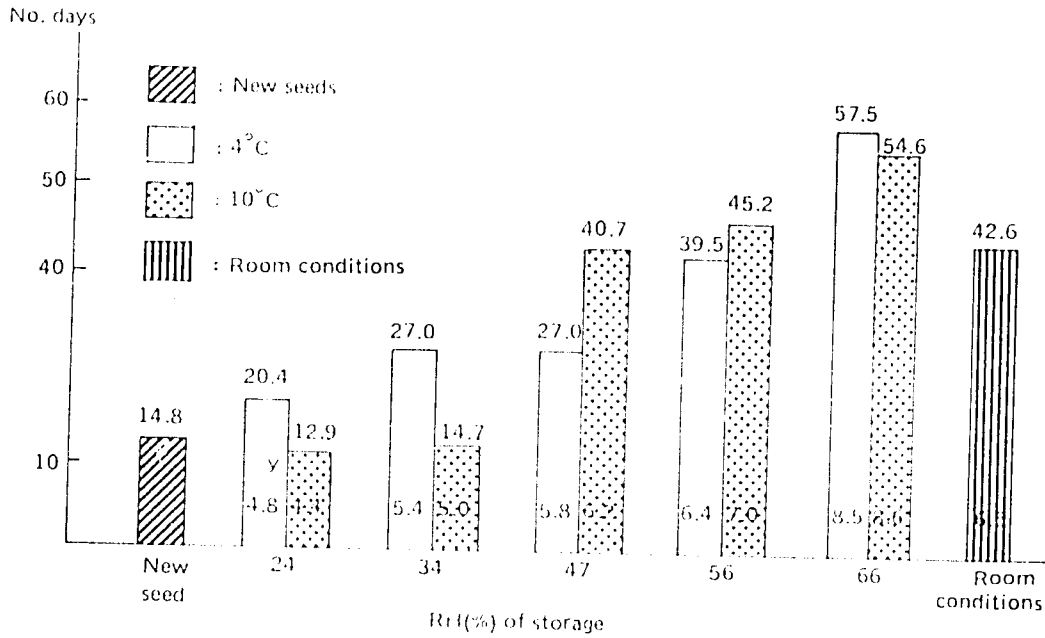 No. days
60
50
40
10
: New seeds
: 4°C
: 10°C
: Room conditions
14.8
20.4
12.9
27.0
14.7
27.0
40.7
39.5
45.2
57.5
54.6
42.6
y
4.8
5.4
5.0
5.8
6.4
7.0
8.5
New
seed
24
34
47
56
66
Room
conditions
RH(%) of storage